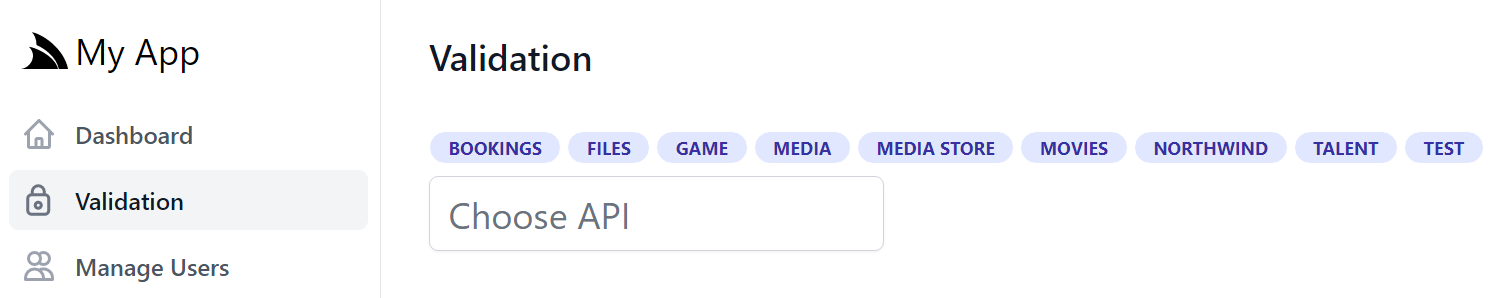 My App
Dashboard
Validation
Manage Users
Validation
BOOKINGS FILES GAME MEDIA MEDIA STORE MOVIES NORTHWIND TALENT TEST
Choose API